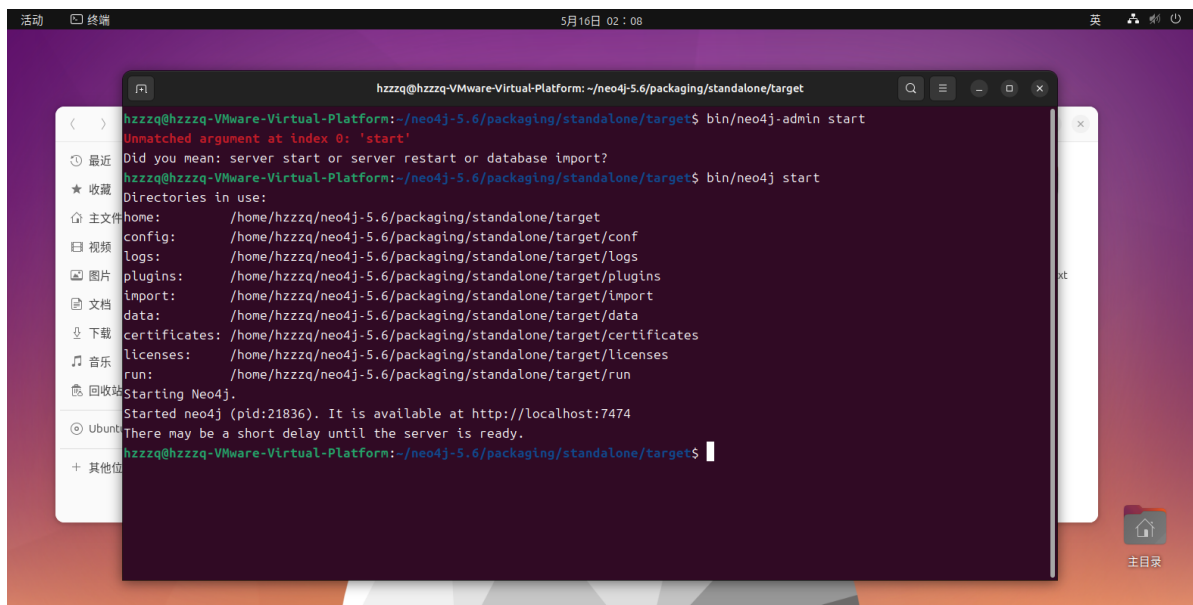 活动 终端 5月16日 02：08 英
hzzzq@hzzzq-VMware-Virtual-Platform: ~/neo4j-5.6/packaging/standalone/target
最近
收藏
主文件
视频
图片
文档
下载
音乐
回收站
Ubuntu
其他位
hzzzq@hzzzq-VMware-Virtual-Platform:~/neo4j-5.6/packaging/standalone/target$ bin/neo4j-admin start
Unmatched argument at index 0: 'start'
Did you mean: server start or server restart or database import?
hzzzq@hzzzq-VMware-Virtual-Platform:~/neo4j-5.6/packaging/standalone/target$ bin/neo4j start
Directories in use:
home: /home/hzzzq/neo4j-5.6/packaging/standalone/target
config: /home/hzzzq/neo4j-5.6/packaging/standalone/target/conf
logs: /home/hzzzq/neo4j-5.6/packaging/standalone/target/logs
plugins: /home/hzzzq/neo4j-5.6/packaging/standalone/target/plugins
import: /home/hzzzq/neo4j-5.6/packaging/standalone/target/import
data: /home/hzzzq/neo4j-5.6/packaging/standalone/target/data
certificates: /home/hzzzq/neo4j-5.6/packaging/standalone/target/certificates
licenses: /home/hzzzq/neo4j-5.6/packaging/standalone/target/licenses
run: /home/hzzzq/neo4j-5.6/packaging/standalone/target/run
Starting Neo4j.
Started neo4j (pid:21836). It is available at http://localhost:7474
There may be a short delay until the server is ready.
hzzzq@hzzzq-VMware-Virtual-Platform:~/neo4j-5.6/packaging/standalone/target$
xt
主目录